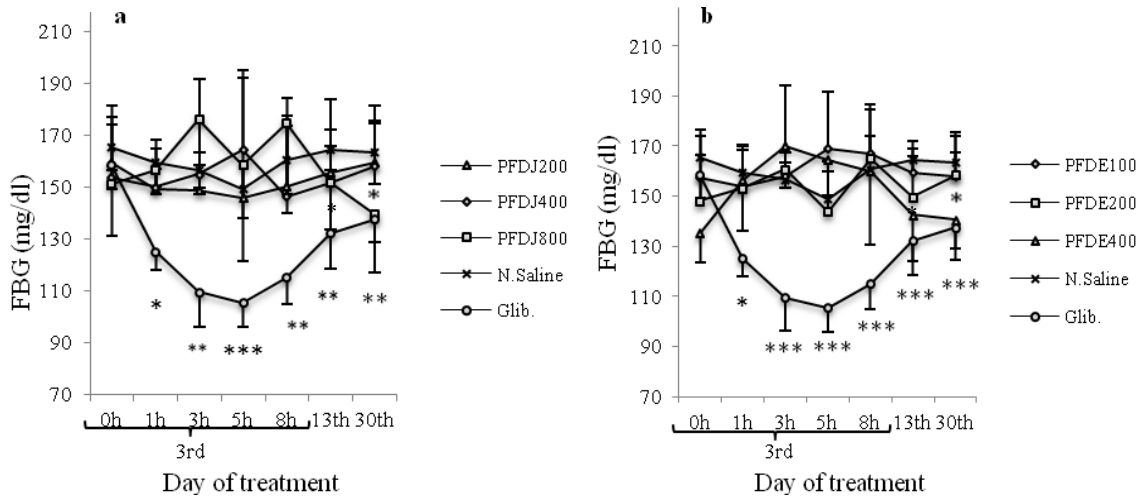 a
FBG (mg/dl)
210
190
170
150
130
110
90
70
*
**
***
**
*
**
*
**
0h 1h 3h 5h 8h 13th 30th
3rd
Day of treatment
PFDJ200
PFDJ400
PFDJ800
N.Saline
Glib.
b
FBG (mg/dl)
210
190
170
150
130
110
90
70
*
***
***
***
*
***
*
***
0h 1h 3h 5h 8h 13th 30th
3rd
Day of treatment
PFDE100
PFDE200
PFDE400
N.Saline
Glib.